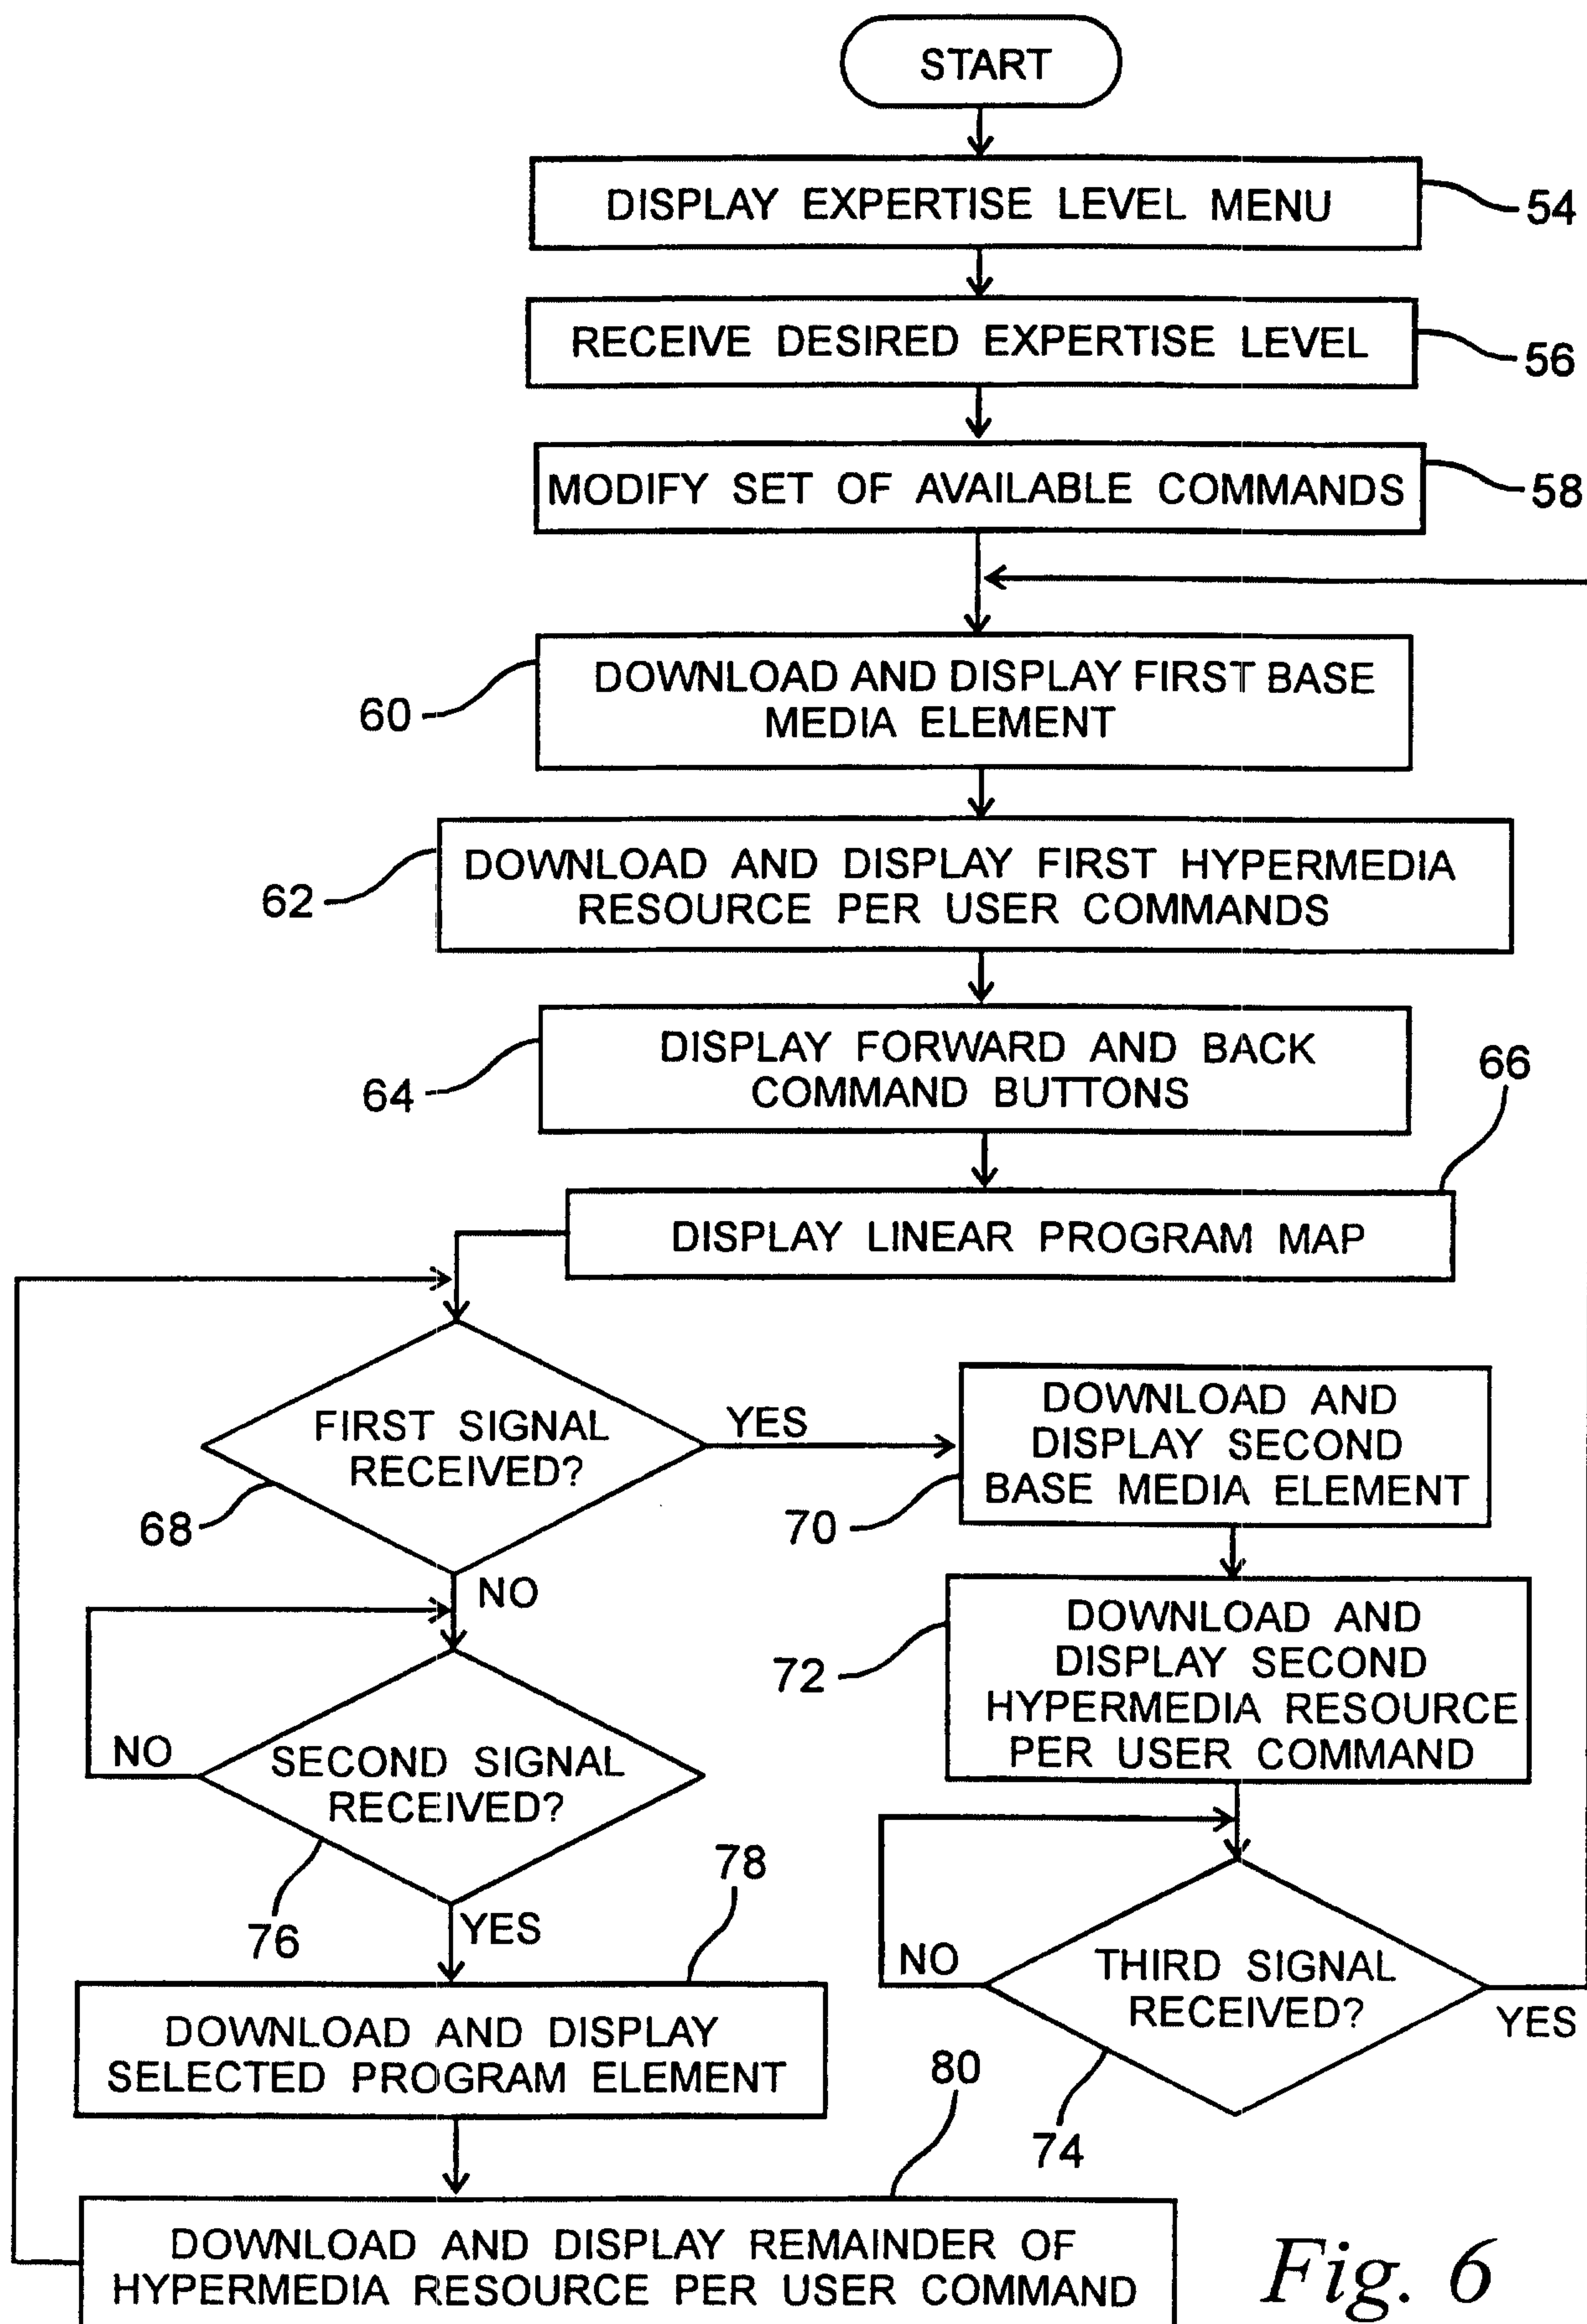 START
DISPLAY EXPERTISE LEVEL MENU
54
RECEIVE DESIRED EXPERTISE LEVEL
56
MODIFY SET OF AVAILABLE COMMANDS
58
DOWNLOAD AND DISPLAY FIRST BASE
MEDIA ELEMENT
60
DOWNLOAD AND DISPLAY FIRST HYPERMEDIA
RESOURCE PER USER COMMANDS
62
DISPLAY FORWARD AND BACK
COMMAND BUTTONS
64
66
DISPLAY LINEAR PROGRAM MAP
FIRST SIGNAL
RECEIVED?
68
YES
NO
DOWNLOAD AND
DISPLAY SECOND
BASE MEDIA ELEMENT
70
DOWNLOAD AND
DISPLAY SECOND
HYPERMEDIA RESOURCE
PER USER COMMAND
72
SECOND SIGNAL
RECEIVED?
NO
76
YES
78
THIRD SIGNAL
RECEIVED?
NO
YES
74
DOWNLOAD AND DISPLAY
SELECTED PROGRAM ELEMENT
80
DOWNLOAD AND DISPLAY REMAINDER OF
HYPERMEDIA RESOURCE PER USER COMMAND
Fig. 6